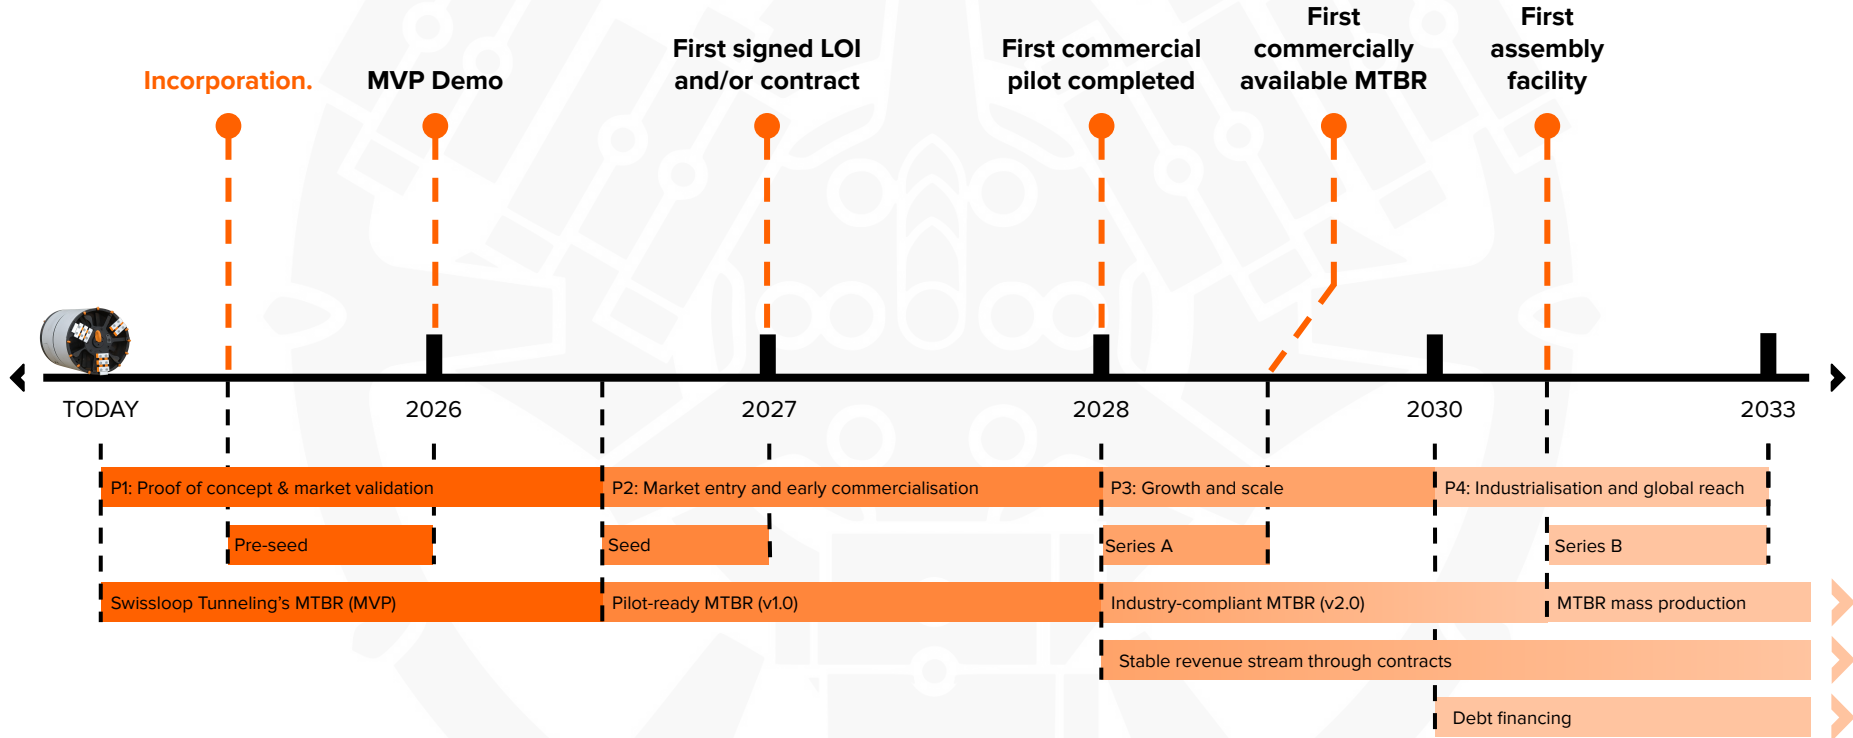 Incorporation.
MVP Demo
First signed LOI
and/or contract
First commercial
pilot completed
First
commercially
available MTBR
First
assembly
facility
TODAY
2026
2027
2028
2030
2033
P1: Proof of concept & market validation
P2: Market entry and early commercialisation
P3: Growth and scale
P4: Industrialisation and global reach
Pre-seed
Seed
Series A
Series B
Swissloop Tunneling's MTBR (MVP)
Pilot-ready MTBR (v1.0)
Industry-compliant MTBR (v2.0)
MTBR mass production
Stable revenue stream through contracts
Debt financing